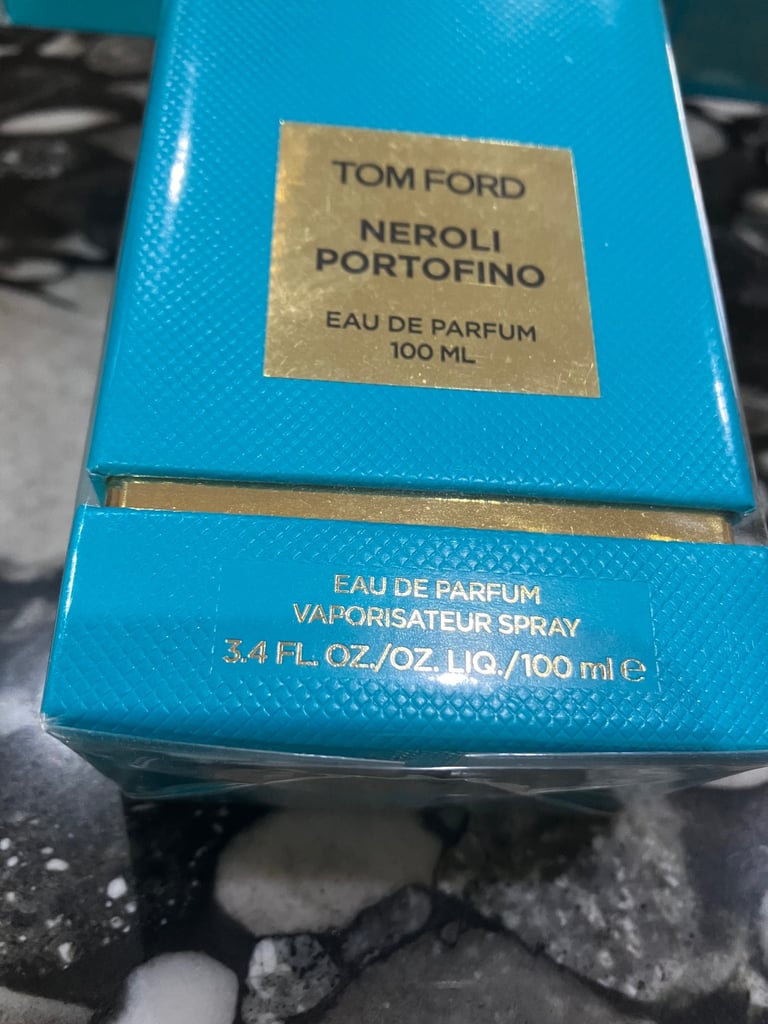 TOM FORD
NEROLI
PORTOFINO
EAU DE PARFUM
100 ML
EAU DE PARFUM
VAPORISATEUR SPRAY
3.4 FL. OZ./OZ. LIQ./100 ml ℮